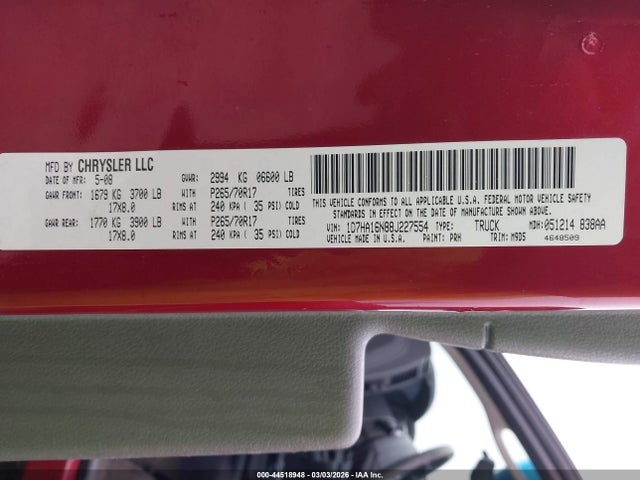 MFD BY CHRYSLER LLC
DATE OF MFR: 5-08 GVWR: 2994 KG 06600 LB
GAWR FRONT: 1679 KG 3700 LB WITH P265/70R17 TIRES
17X8.0 RIMS AT 240 KPA ( 35 PSI) COLD
GAWR REAR: 1770 KG 3900 LB WITH P265/70R17 TIRES
17X8.0 RIMS AT 240 KPA ( 35 PSI) COLD
THIS VEHICLE CONFORMS TO ALL APPLICABLE U.S.A. FEDERAL MOTOR VEHICLE SAFETY
STANDARDS IN EFFECT IN U.S.A. ON THE DATE OF MANUFACTURE SHOWN ABOVE.
VIN: 1D7HA16N88J227554 TYPE: TRUCK MDH: 051214 838AA
VEHICLE MADE IN U.S.A. PAINT: PRH TRIM: M9D5 4648509
000-44518948 - 03/03/2026 - IAA Inc.